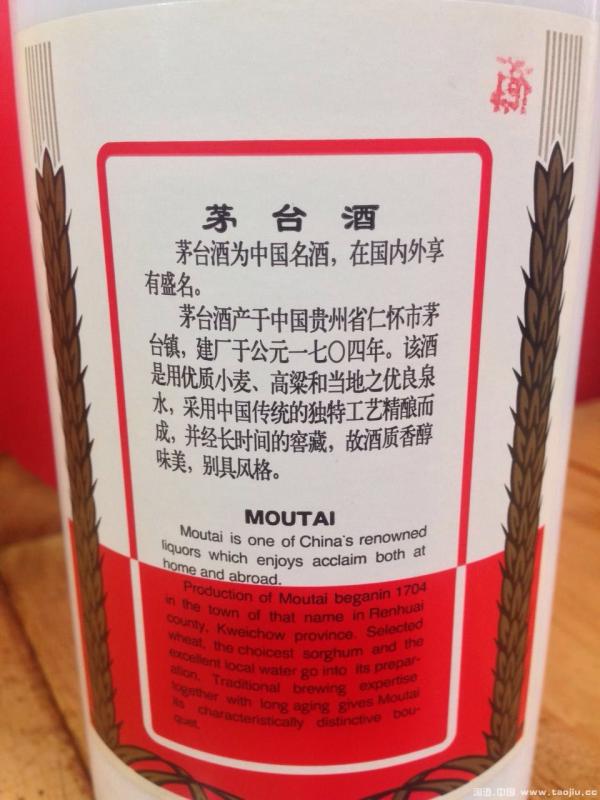 茅台酒
茅台酒为中国名酒，在国内外享
有盛名。
茅台酒产于中国贵州省仁怀市茅
台镇，建厂于公元一七〇四年。该酒
是用优质小麦、高粱和当地之优良泉
水，采用中国传统的独特工艺精酿而
成，并经长时间的窖藏，故酒质香醇
味美，别具风格。
MOUTAI
Moutai is one of China's renowned
liquors which enjoys acclaim both at
home and abroad.
Production of Moutai beganin 1704
in the town of that name in Renhuai
county, Kweichow province. Selected
wheat, the choicest sorghum and the
excellent local water go into its prepar-
ation. Traditional brewing expertise
together with long aging gives Moutai
its characteristically distinctive bou-
quet.
淘酒.中国 www.taojiu.cc